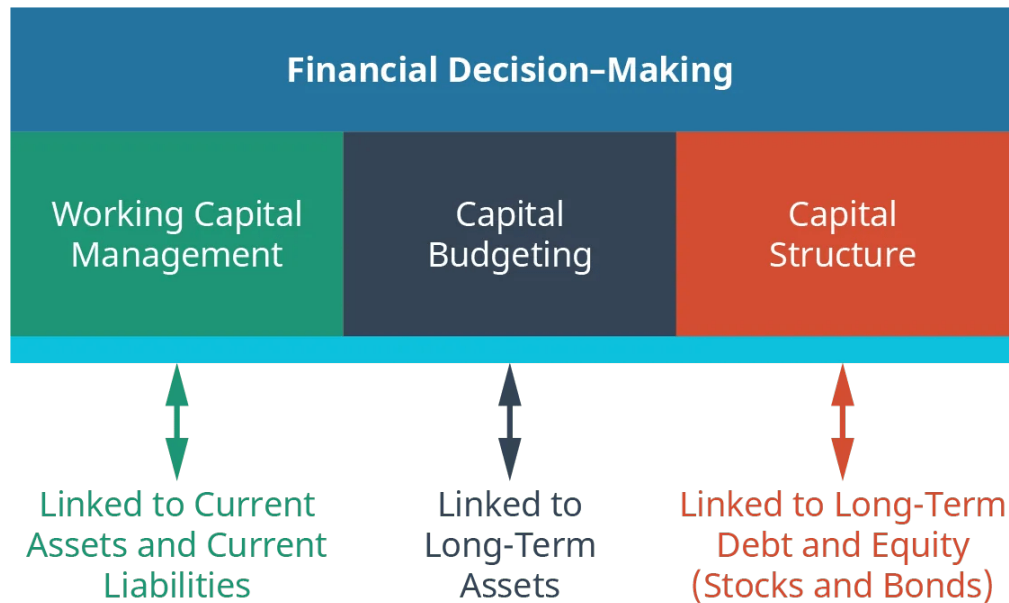 Financial Decision–Making
Working Capital
Management
Capital
Budgeting
Capital
Structure
Linked to Current
Assets and Current
Liabilities
Linked to
Long-Term
Assets
Linked to Long-Term
Debt and Equity
(Stocks and Bonds)